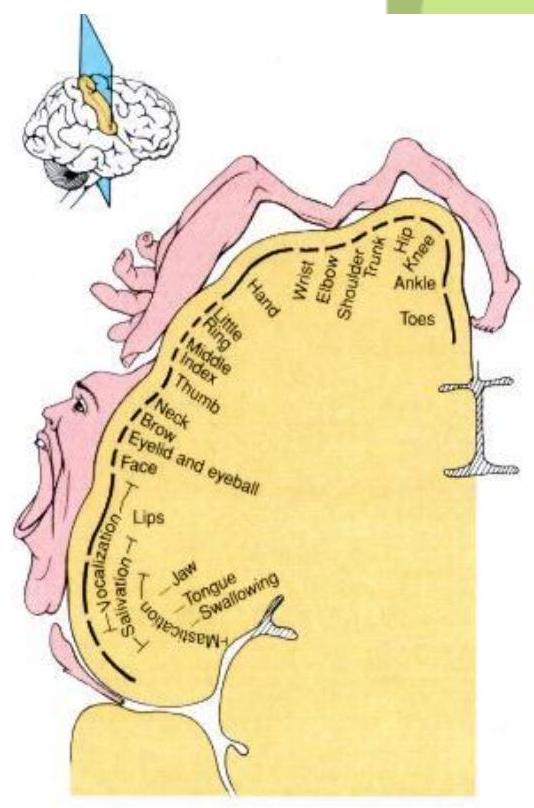 Toes
Ankle
Knee
Hip
Trunk
Shoulder
Elbow
Wrist
Hand
Little
Ring
Middle
Index
Thumb
Neck
Brow
Eyelid and eyeball
Face
Lips
Vocalization
Salivation
Mastication
Jaw
Tongue
Swallowing